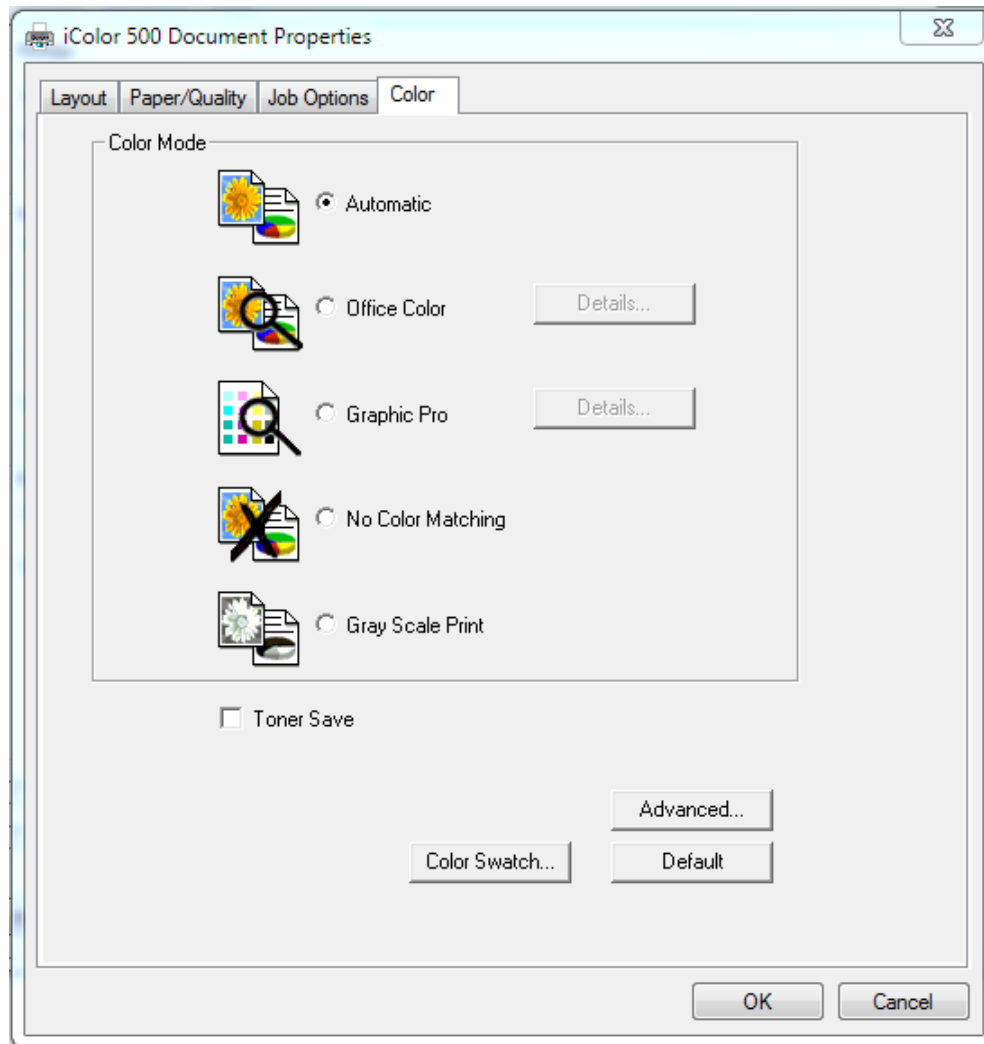 iColor 500 Document Properties
Layout Paper/Quality Job Options Color
Color Mode
Automatic
Office Color Details...
Graphic Pro Details...
No Color Matching
Gray Scale Print
Toner Save
Advanced...
Color Swatch... Default
OK Cancel